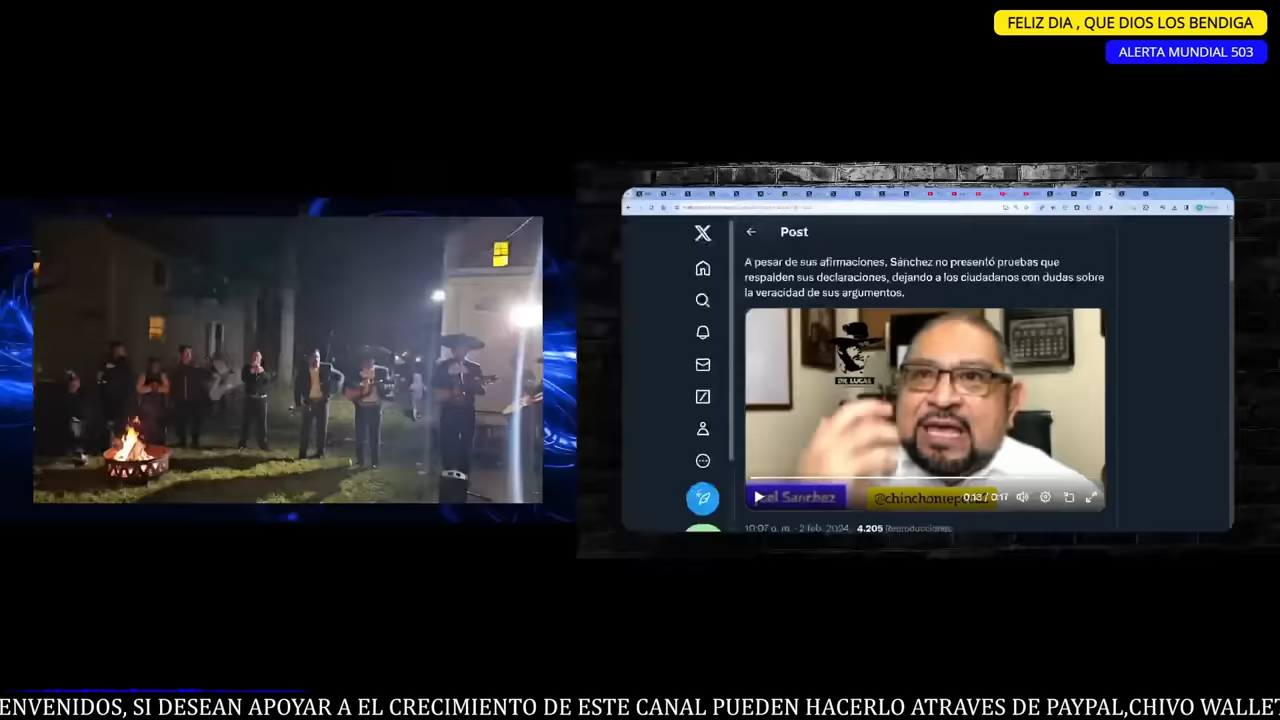 FELIZ DIA , QUE DIOS LOS BENDIGA
ALERTA MUNDIAL 503
Post
A pesar de sus afirmaciones, Sánchez no presentó pruebas que
respalden sus declaraciones, dejando a los ciudadanos con dudas sobre
la veracidad de sus argumentos.
DR LUCAS
Sanchez
0:13 / 0:17
10:07 p. m. · 2 feb. 2024 4.205 Reproducciones
ENVENIDOS, SI DESEAN APOYAR A EL CRECIMIENTO DE ESTE CANAL PUEDEN HACERLO ATRAVES DE PAYPAL,CHIVO WALLET